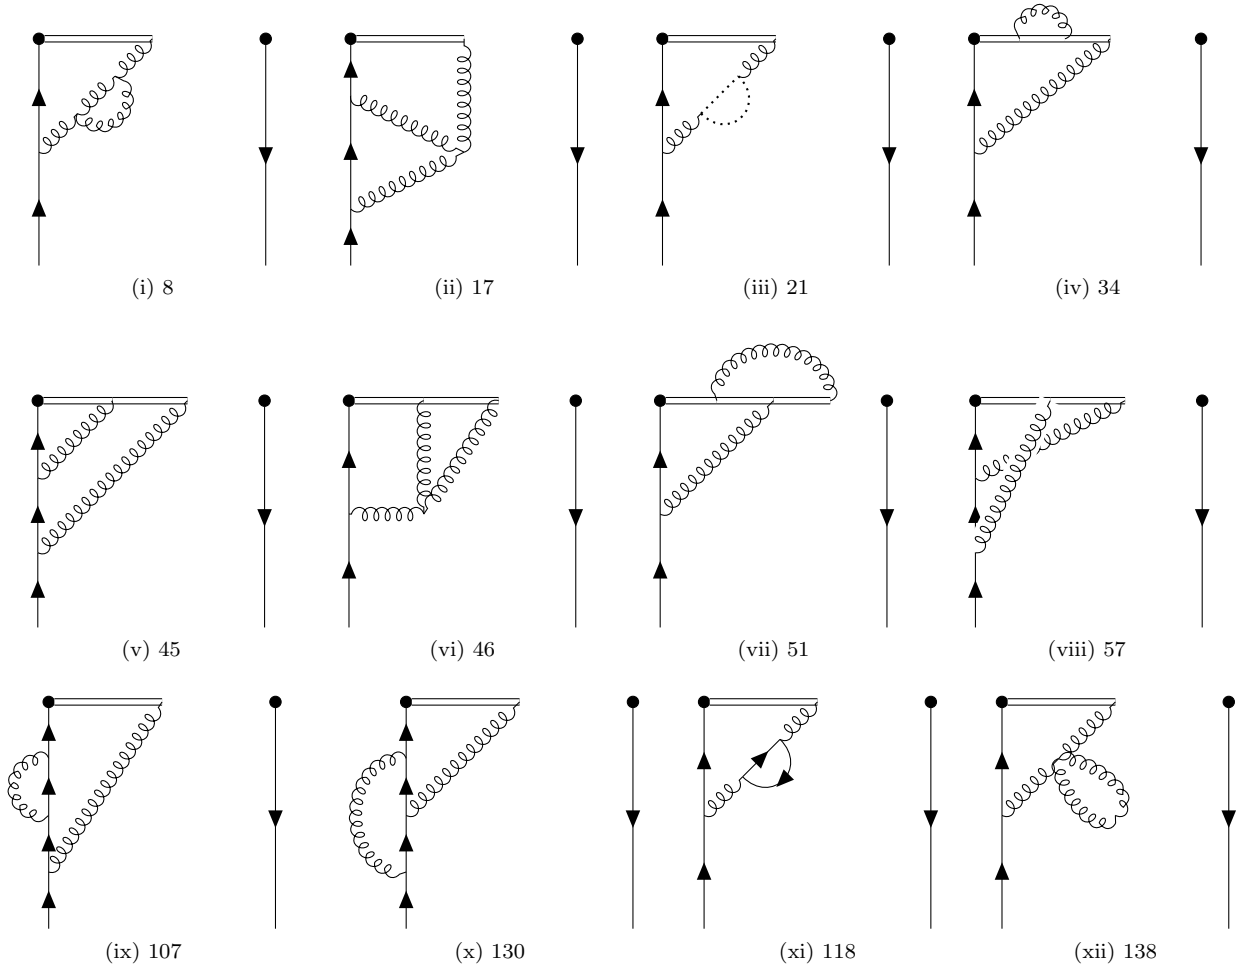 (i) 8 (ii) 17 (iii) 21 (iv) 34
(v) 45 (vi) 46 (vii) 51 (viii) 57
(ix) 107 (x) 130 (xi) 118 (xii) 138